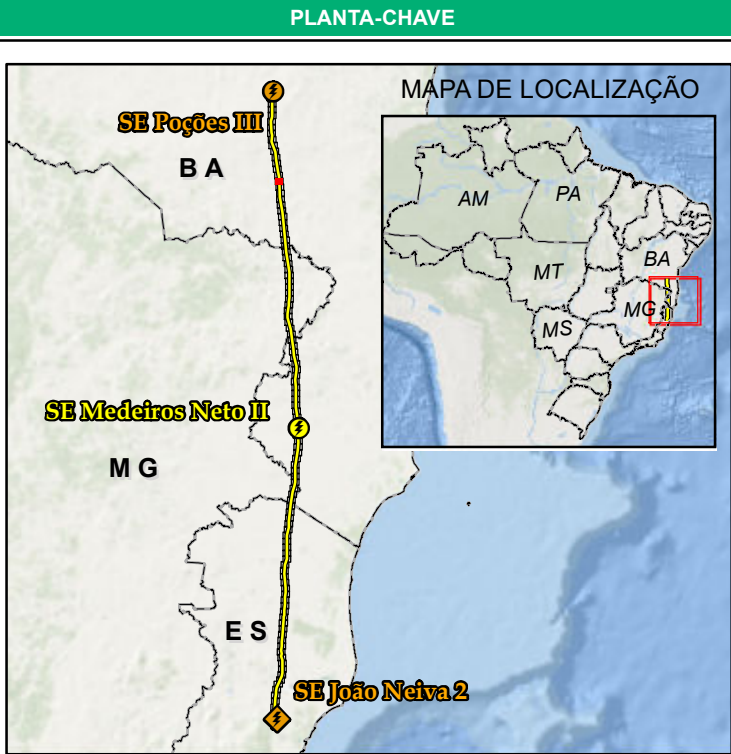 PLANTA-CHAVE
MAPA DE LOCALIZAÇÃO
SE Poções III
B A
AM
PA
MT
BA
MG
MS
SE Medeiros Neto II
M G
E S
SE João Neiva 2